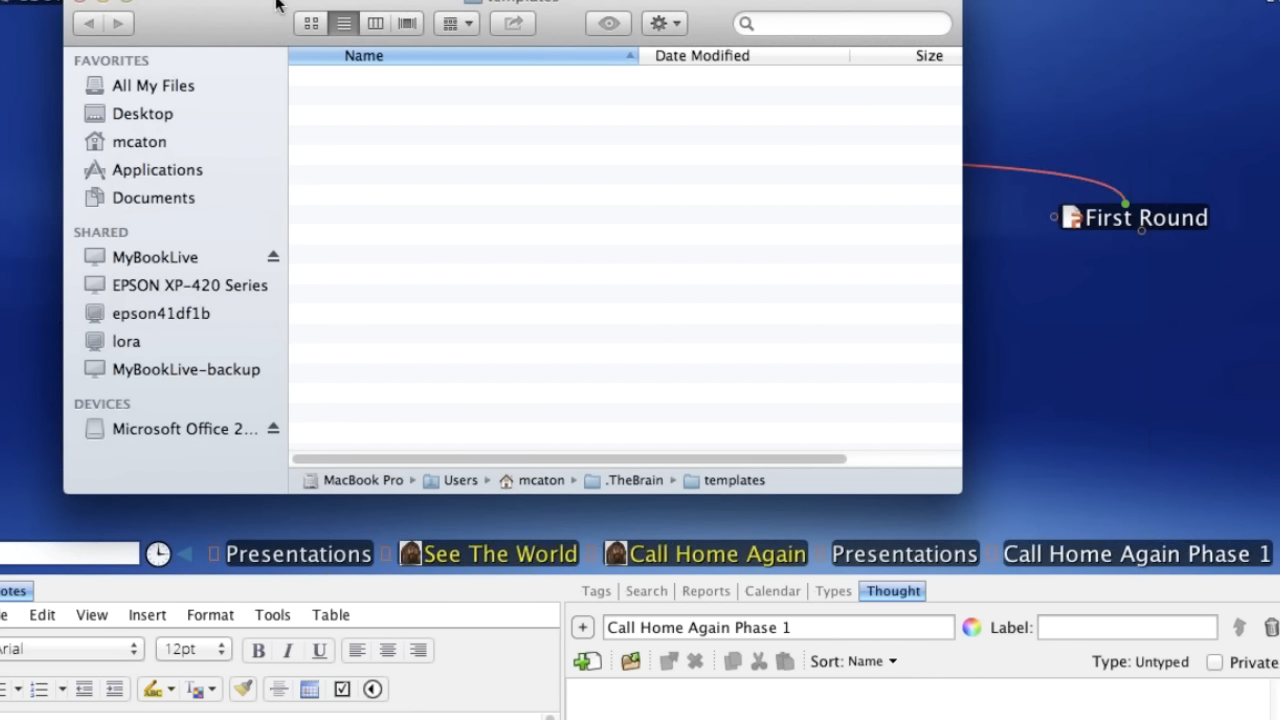 templates
Name Date Modified Size
FAVORITES
All My Files
Desktop
mcaton
Applications
Documents
SHARED
MyBookLive
EPSON XP-420 Series
epson41df1b
lora
MyBookLive-backup
DEVICES
Microsoft Office 2...
MacBook Pro Users mcaton .TheBrain templates
First Round
Presentations See The World Call Home Again Presentations Call Home Again Phase 1
otes
e Edit View Insert Format Tools Table
rial 12pt B I U
Tags Search Reports Calendar Types Thought
+ Call Home Again Phase 1 Label:
Sort: Name Type: Untyped Private